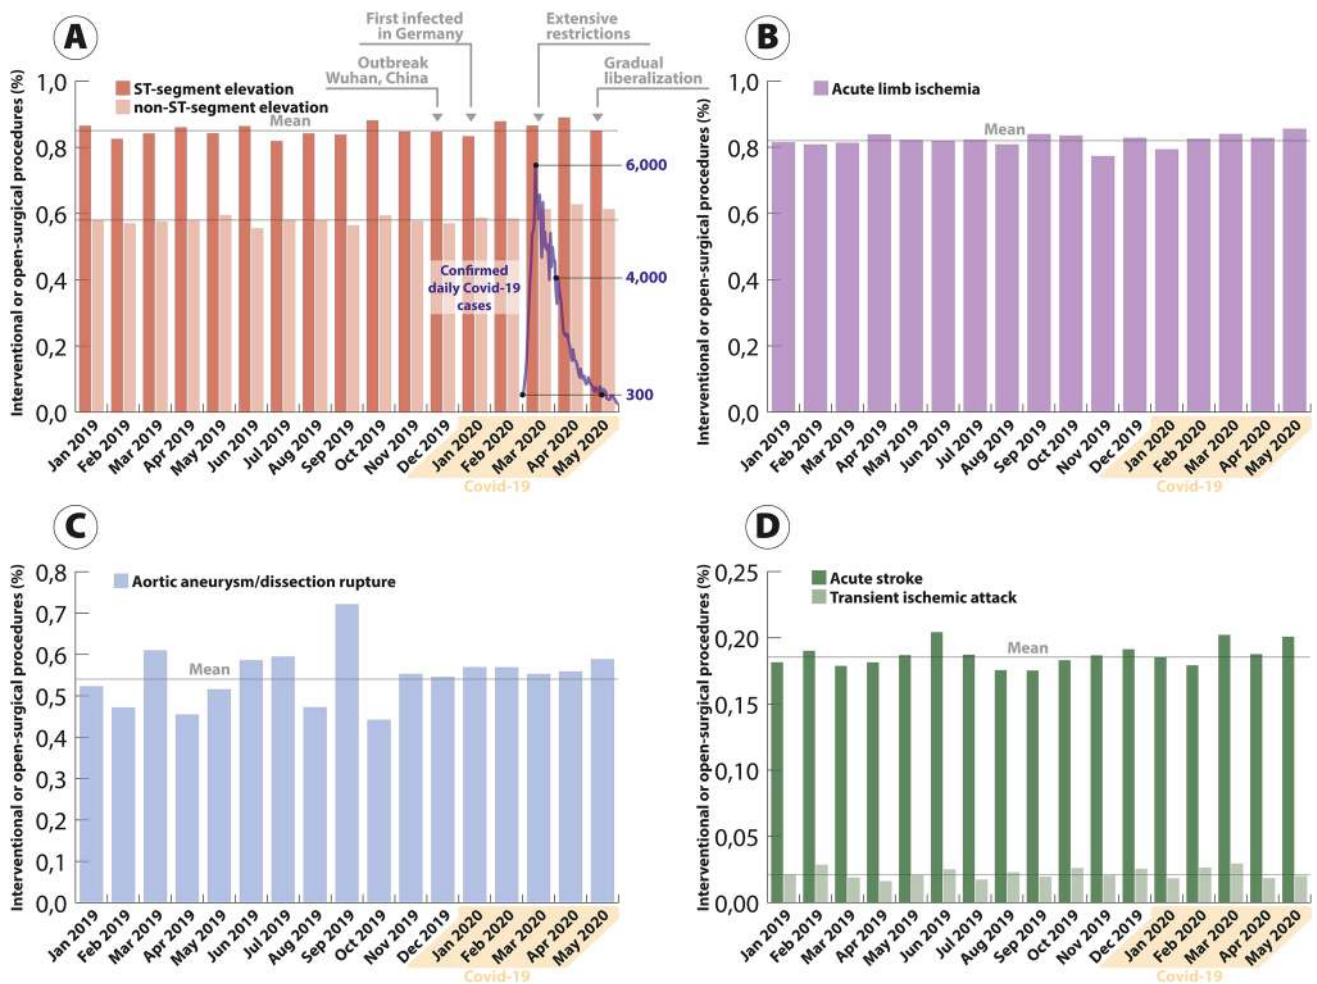 A
First infected
in Germany
Extensive
restrictions
Outbreak
Wuhan, China
Gradual
liberalization
Interventional or open-surgical procedures (%)
1,0
0,8
0,6
0,4
0,2
0,0
ST-segment elevation
non-ST-segment elevation
Mean
6,000
4,000
300
Confirmed
daily Covid-19
cases
Jan 2019
Feb 2019
Mar 2019
Apr 2019
May 2019
Jun 2019
Jul 2019
Aug 2019
Sep 2019
Oct 2019
Nov 2019
Dec 2019
Jan 2020
Feb 2020
Mar 2020
Apr 2020
May 2020
Covid-19
B
Interventional or open-surgical procedures (%)
1,0
0,8
0,6
0,4
0,2
0,0
Acute limb ischemia
Mean
Jan 2019
Feb 2019
Mar 2019
Apr 2019
May 2019
Jun 2019
Jul 2019
Aug 2019
Sep 2019
Oct 2019
Nov 2019
Dec 2019
Jan 2020
Feb 2020
Mar 2020
Apr 2020
May 2020
Covid-19
C
Interventional or open-surgical procedures (%)
0,8
0,7
0,6
0,5
0,4
0,3
0,2
0,1
0,0
Aortic aneurysm/dissection rupture
Mean
Jan 2019
Feb 2019
Mar 2019
Apr 2019
May 2019
Jun 2019
Jul 2019
Aug 2019
Sep 2019
Oct 2019
Nov 2019
Dec 2019
Jan 2020
Feb 2020
Mar 2020
Apr 2020
May 2020
Covid-19
D
Interventional or open-surgical procedures (%)
0,25
0,20
0,15
0,10
0,05
0,00
Acute stroke
Transient ischemic attack
Mean
Jan 2019
Feb 2019
Mar 2019
Apr 2019
May 2019
Jun 2019
Jul 2019
Aug 2019
Sep 2019
Oct 2019
Nov 2019
Dec 2019
Jan 2020
Feb 2020
Mar 2020
Apr 2020
May 2020
Covid-19